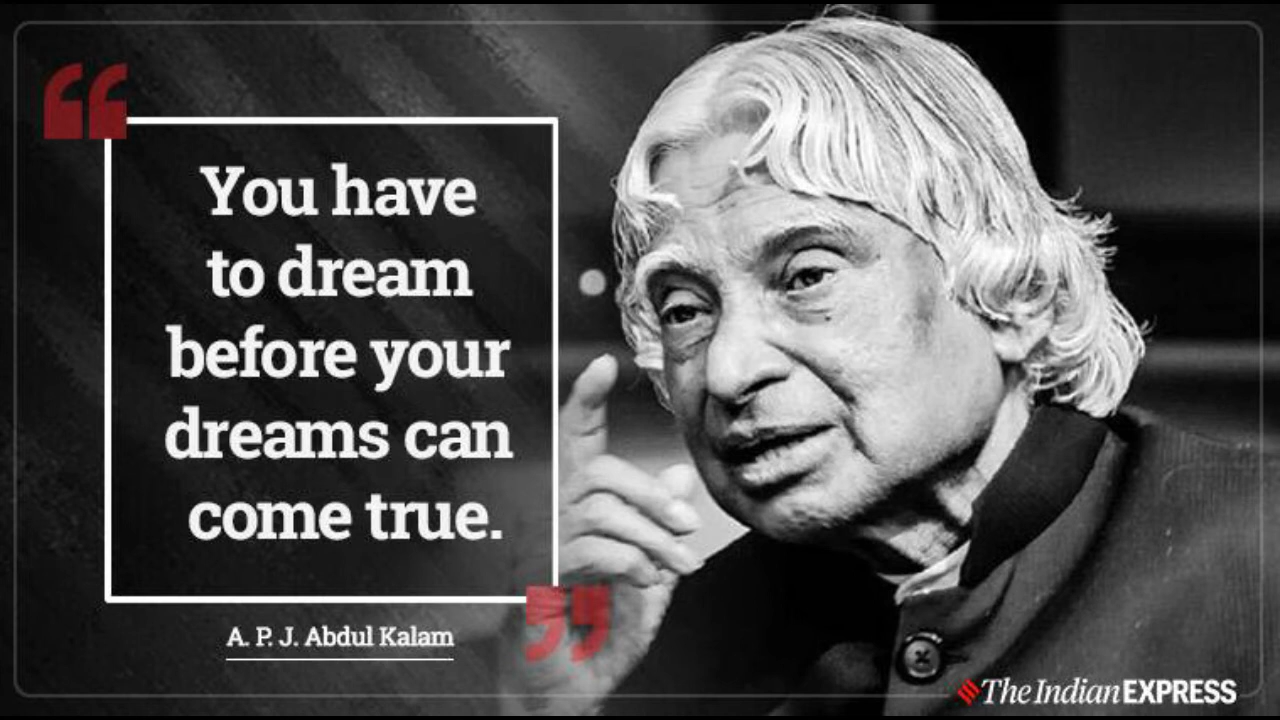 You have
to dream
before your
dreams can
come true.
A. P. J. Abdul Kalam
The Indian EXPRESS